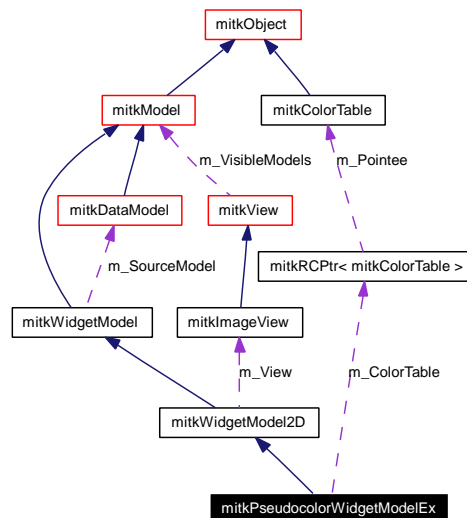 mitkObject
mitkModel
mitkColorTable
m_VisibleModels
m_Pointee
mitkDataModel
mitkView
m_SourceModel
mitkRCPtr< mitkColorTable >
mitkWidgetModel
mitkImageView
m_View
m_ColorTable
mitkWidgetModel2D
mitkPseudocolorWidgetModelEx